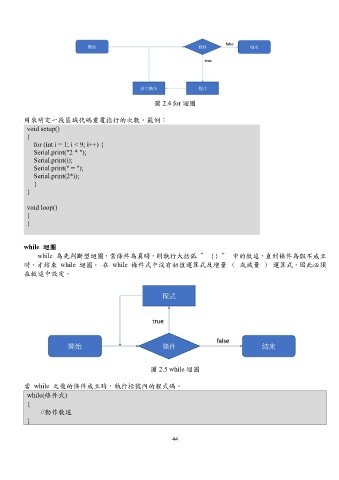 開始
條件
false
結束
true
計次動作
程式
圖 2.4 for 迴圈
用來明定一段區域代碼重覆指行的次數。範例：
void setup()
{
for (int i = 1; i < 9; i++) {
Serial.print("2 * ");
Serial.print(i);
Serial.print(" = ");
Serial.print(2*i);
}
}
void loop()
{
}
while 迴圈
while 為先判斷型迴圈，當條件為真時，則執行大括弧 " {} " 中的敘述，直到條件為假不成立
時，才結束 while 迴圈。 在 while 條件式中沒有初值運算式及增量 （ 或減量 ） 運算式，因此必須
在敘述中設定。
程式
True
開始
條件
false
結束
圖 2.5 while 迴圈
當 while 之後的條件成立時，執行括號內的程式碼。
while(條件式)
{
//動作敘述
}
44